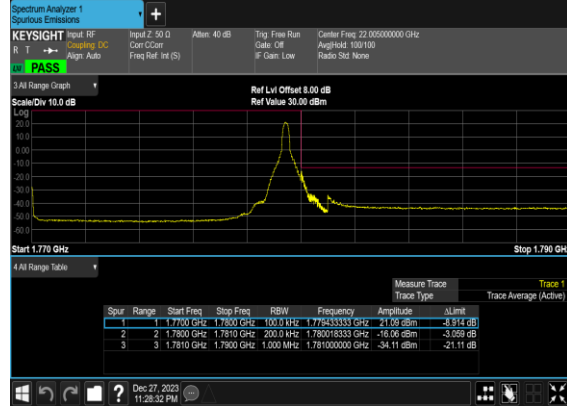 Spectrum Analyzer 1
Spurious Emissions
KEYSIGHT Input: RF Input Z: 50 Ω Atten: 40 dB Trig: Free Run Center Freq: 22.005000000 GHz
R T Coupling: DC Corr CCorr Gate: Off Avg|Hold: 100/100
Align: Auto Freq Ref: Int (S) IF Gain: Low Radio Std: None
LW PASS
3 All Range Graph
Ref Lvl Offset 8.00 dB
Scale/Div 10.0 dB Ref Value 30.00 dBm
Log
20.0
10.0
0.00
-10.0
-20.0
-30.0
-40.0
-50.0
-60.0
Start 1.770 GHz Stop 1.790 GH
4 All Range Table
Measure Trace Trace 1
Trace Type Trace Average (Active)
Spur Range Start Freq Stop Freq RBW Frequency Amplitude ΔLimit
1 1 1.7700 GHz 1.7800 GHz 100.0 kHz 1.779433333 GHz 21.09 dBm -8.914 dB
2 2 1.7800 GHz 1.7810 GHz 200.0 kHz 1.780018333 GHz -16.06 dBm -3.059 dB
3 3 1.7810 GHz 1.7900 GHz 1.000 MHz 1.781000000 GHz -34.11 dBm -21.11 dB
Dec 27, 2023
11:28:32 PM